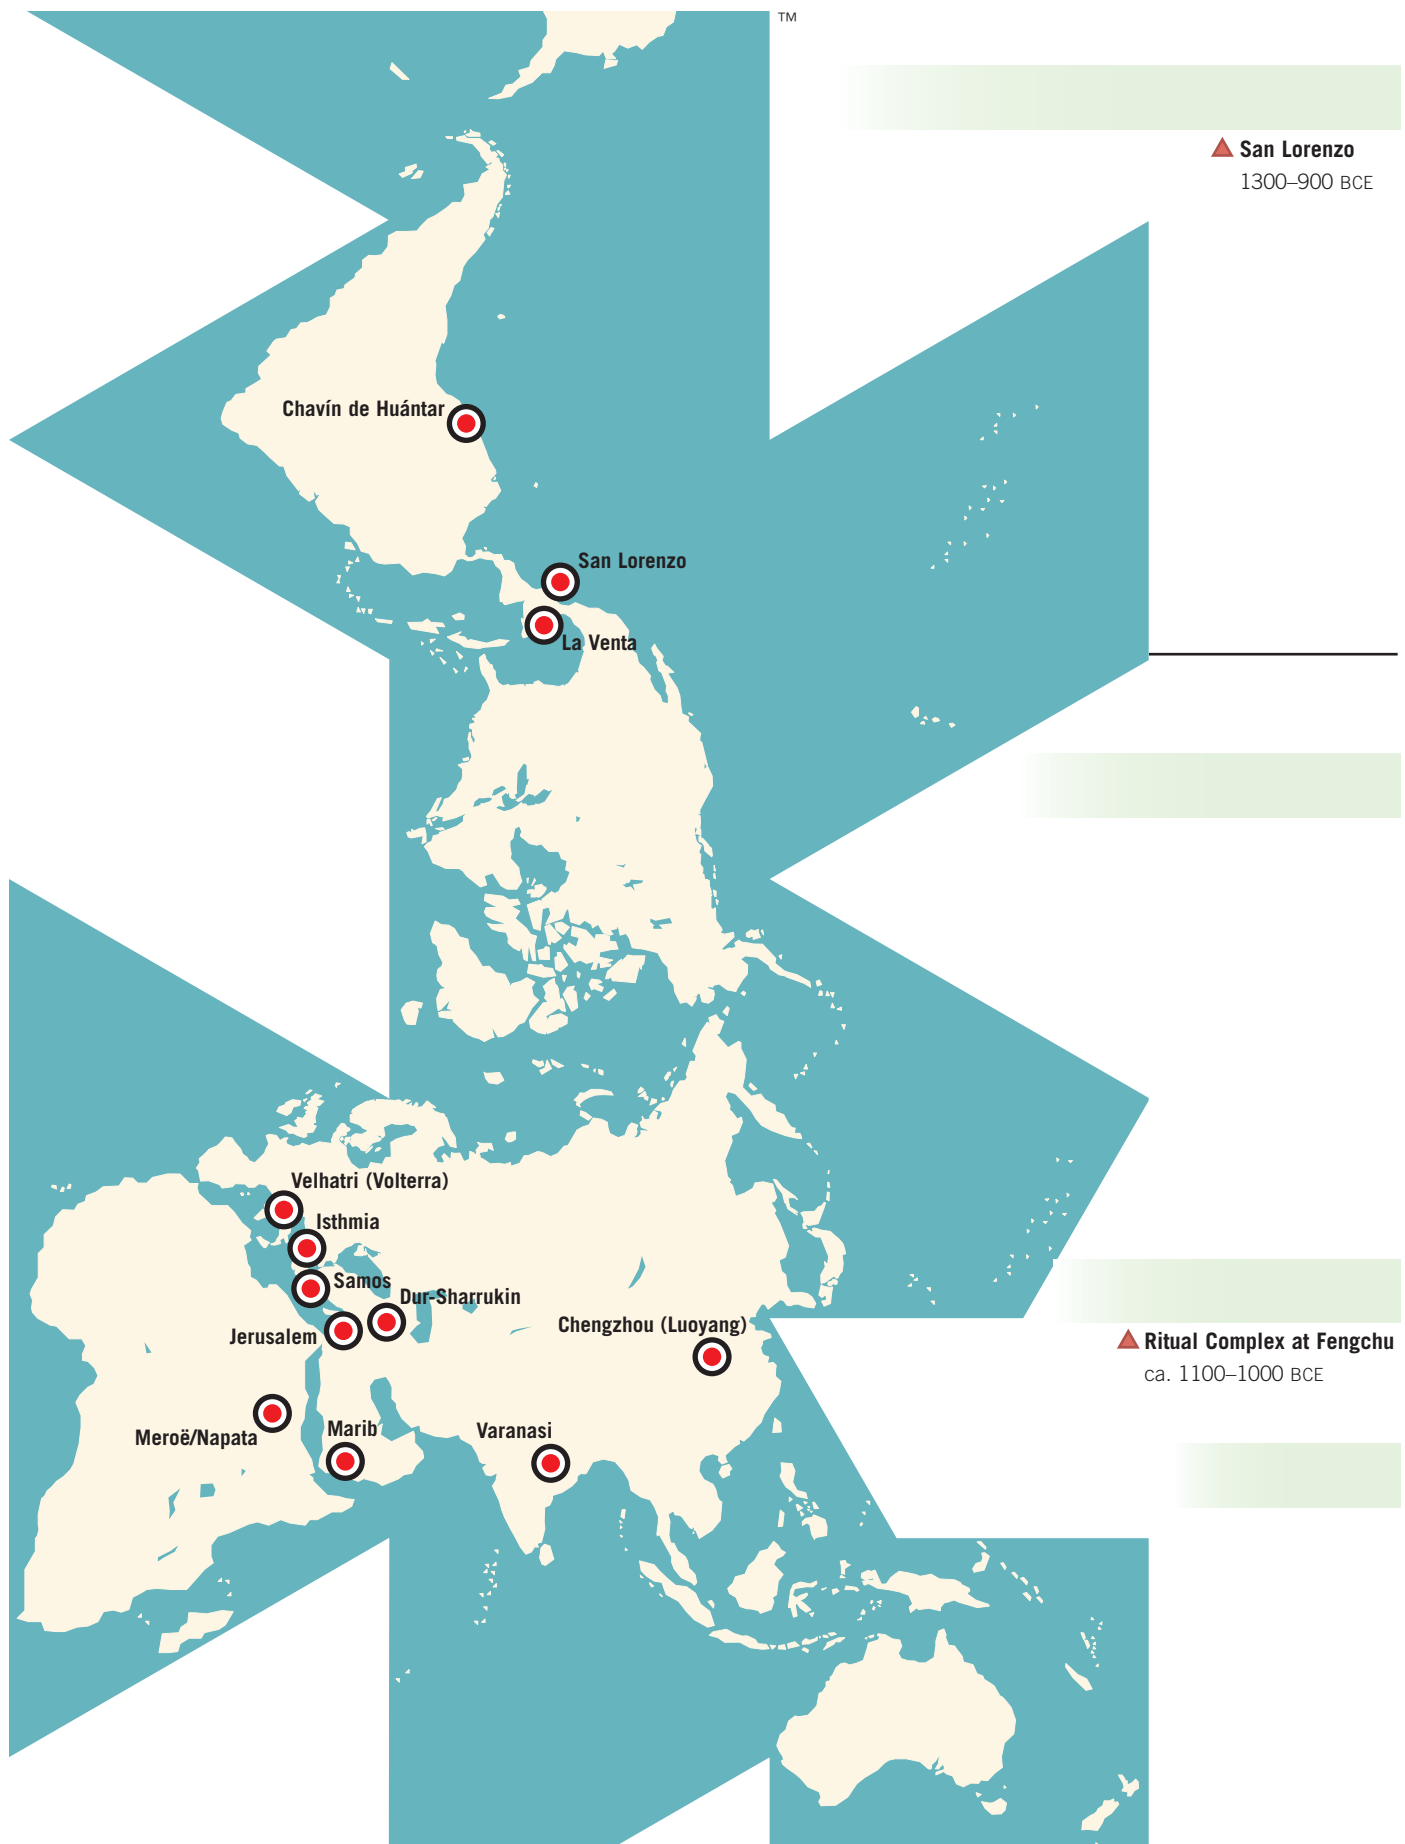 TM
San Lorenzo
1300–900 BCE
Chavín de Huántar
San Lorenzo
La Venta
Velhatri (Volterra)
Isthmia
Samos
Dur-Sharrukin
Jerusalem
Chengzhou (Luoyang)
Ritual Complex at Fengchu
ca. 1100–1000 BCE
Meroë/Napata
Marib
Varanasi